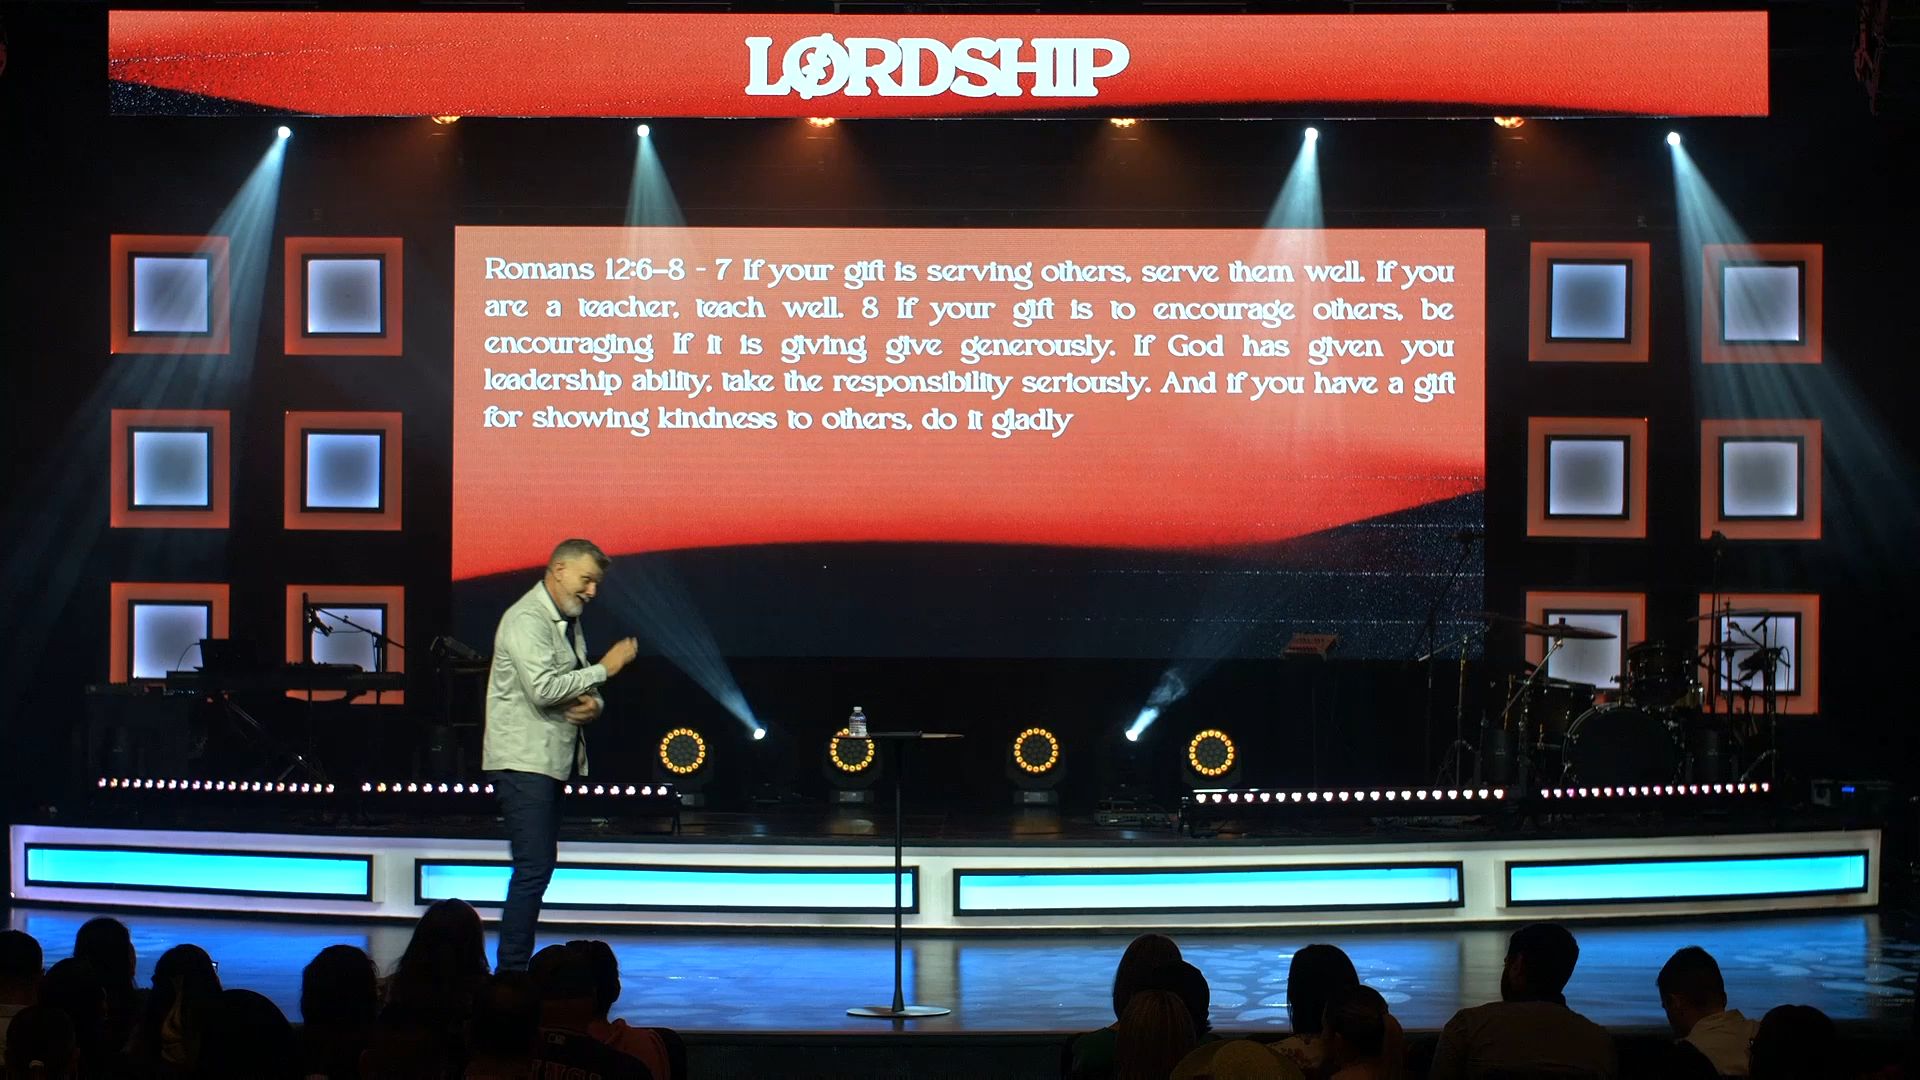 LORDSHIP
Romans 12:6–8 - 7 If your gift is serving others, serve them well. If you
are a teacher, teach well. 8 If your gift is to encourage others, be
encouraging. If it is giving, give generously. If God has given you
leadership ability, take the responsibility seriously. And if you have a gift
for showing kindness to others, do it gladly